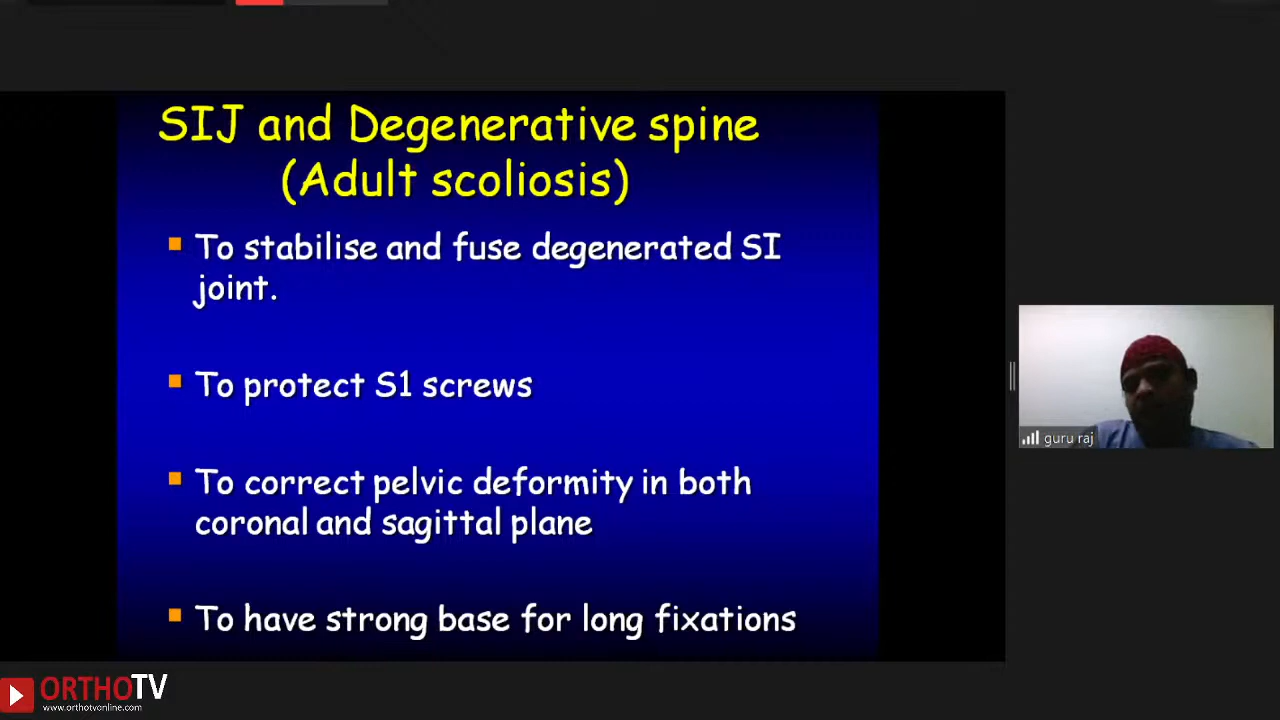 SIJ and Degenerative spine
(Adult scoliosis)
To stabilise and fuse degenerated SI
joint.
To protect S1 screws
To correct pelvic deformity in both
coronal and sagittal plane
To have strong base for long fixations
guru raj
ORTHOTV
www.orthotvonline.com